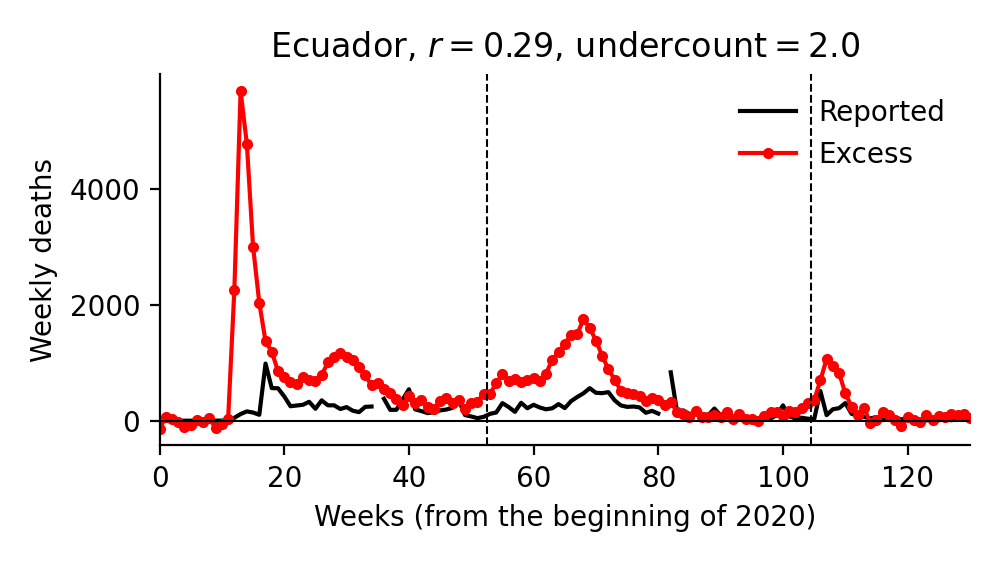 Ecuador, r = 0.29, undercount = 2.0
Reported
Excess
Weekly deaths
4000
2000
0
0 20 40 60 80 100 120
Weeks (from the beginning of 2020)